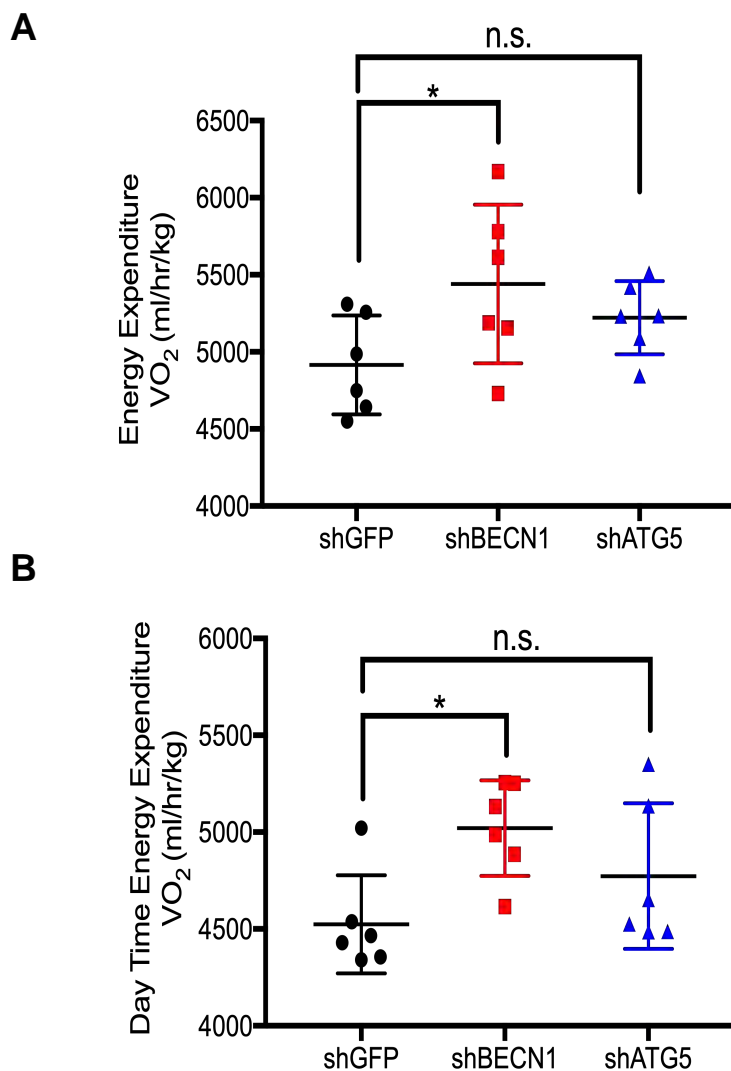 A
n.s.
*
6500
6000
5500
5000
4500
4000
Energy Expenditure
VO₂ (ml/hr/kg)
shGFP shBECN1 shATG5
B
n.s.
*
6000
5500
5000
4500
4000
Day Time Energy Expenditure
VO₂ (ml/hr/kg)
shGFP shBECN1 shATG5